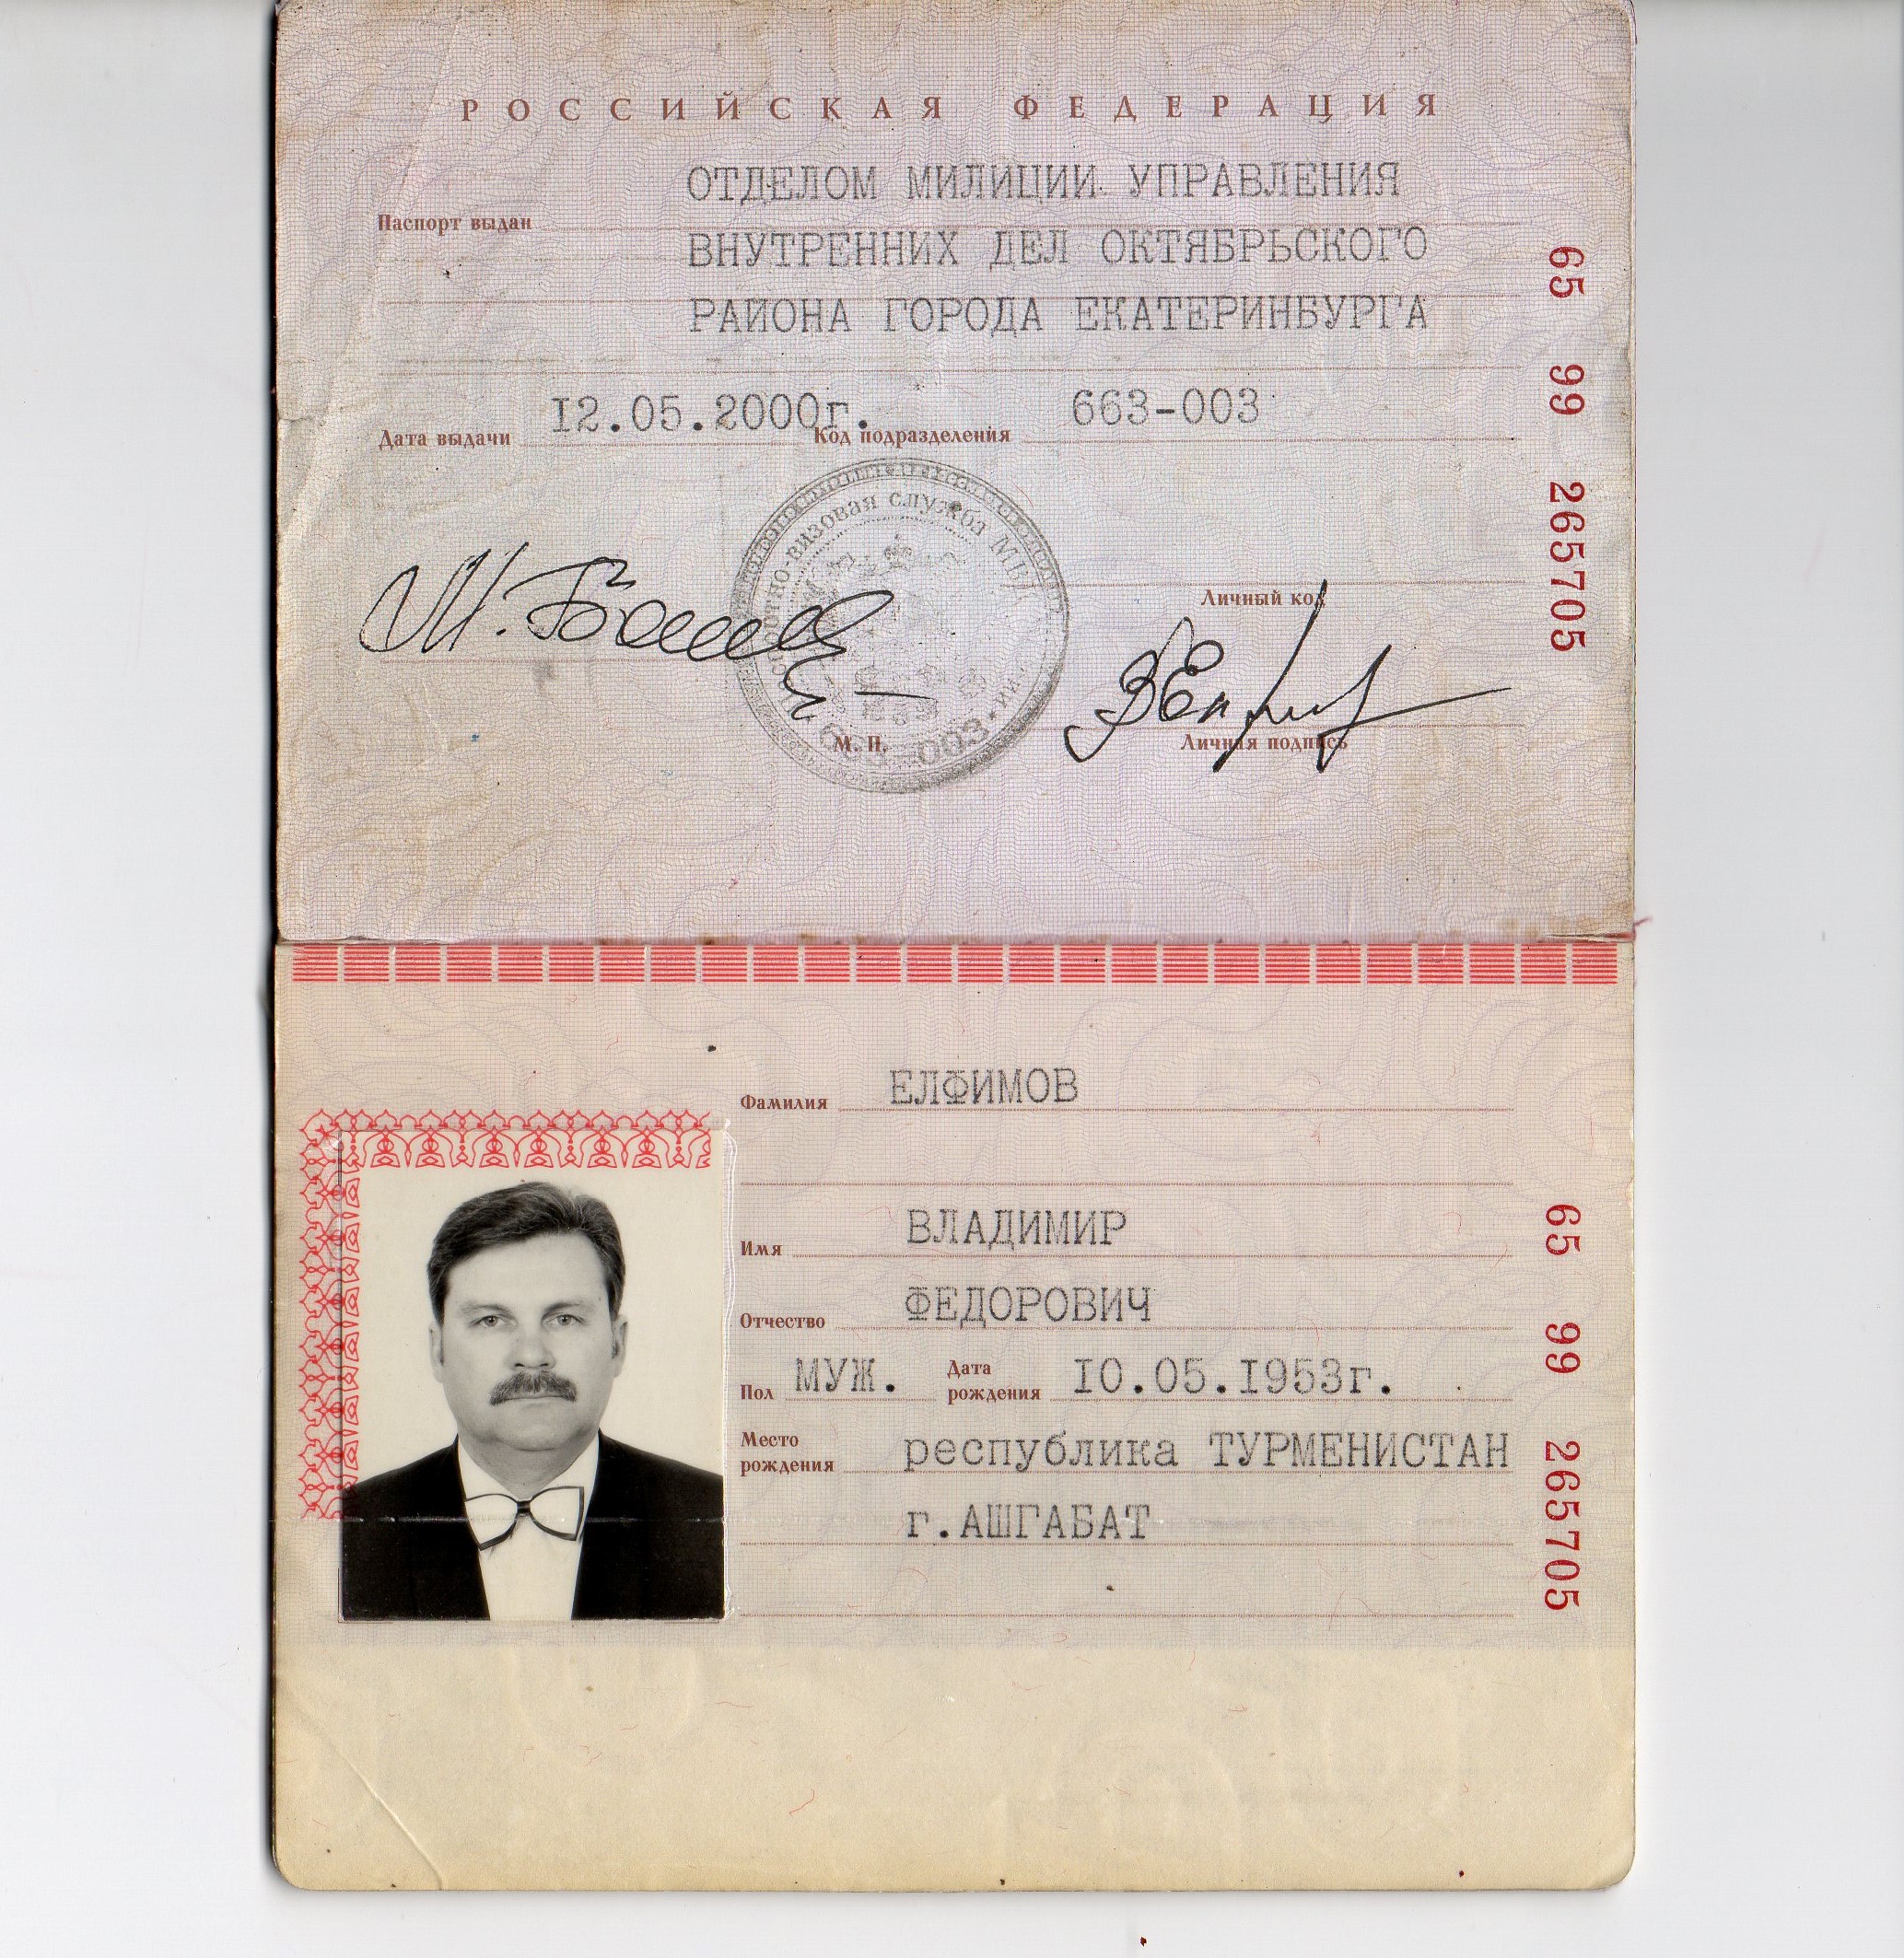 РОССИЙСКАЯ ФЕДЕРАЦИЯ
Паспорт выдан ОТДЕЛОМ МИЛИЦИИ УПРАВЛЕНИЯ
ВНУТРЕННИХ ДЕЛ ОКТЯБРЬСКОГО
РАЙОНА ГОРОДА ЕКАТЕРИНБУРГА
Дата выдачи 12.05.2000г. Код подразделения 663-003
65 99 265705
визовая служба МВД
663-003
Личный код
М. П.
Личная подпись
Фамилия ЕЛФИМОВ
Имя ВЛАДИМИР
Отчество ФЕДОРОВИЧ
Пол МУЖ. Дата рождения 10.05.1953г.
Место рождения республика ТУРМЕНИСТАН
г.АШГАБАТ
65 99 265705